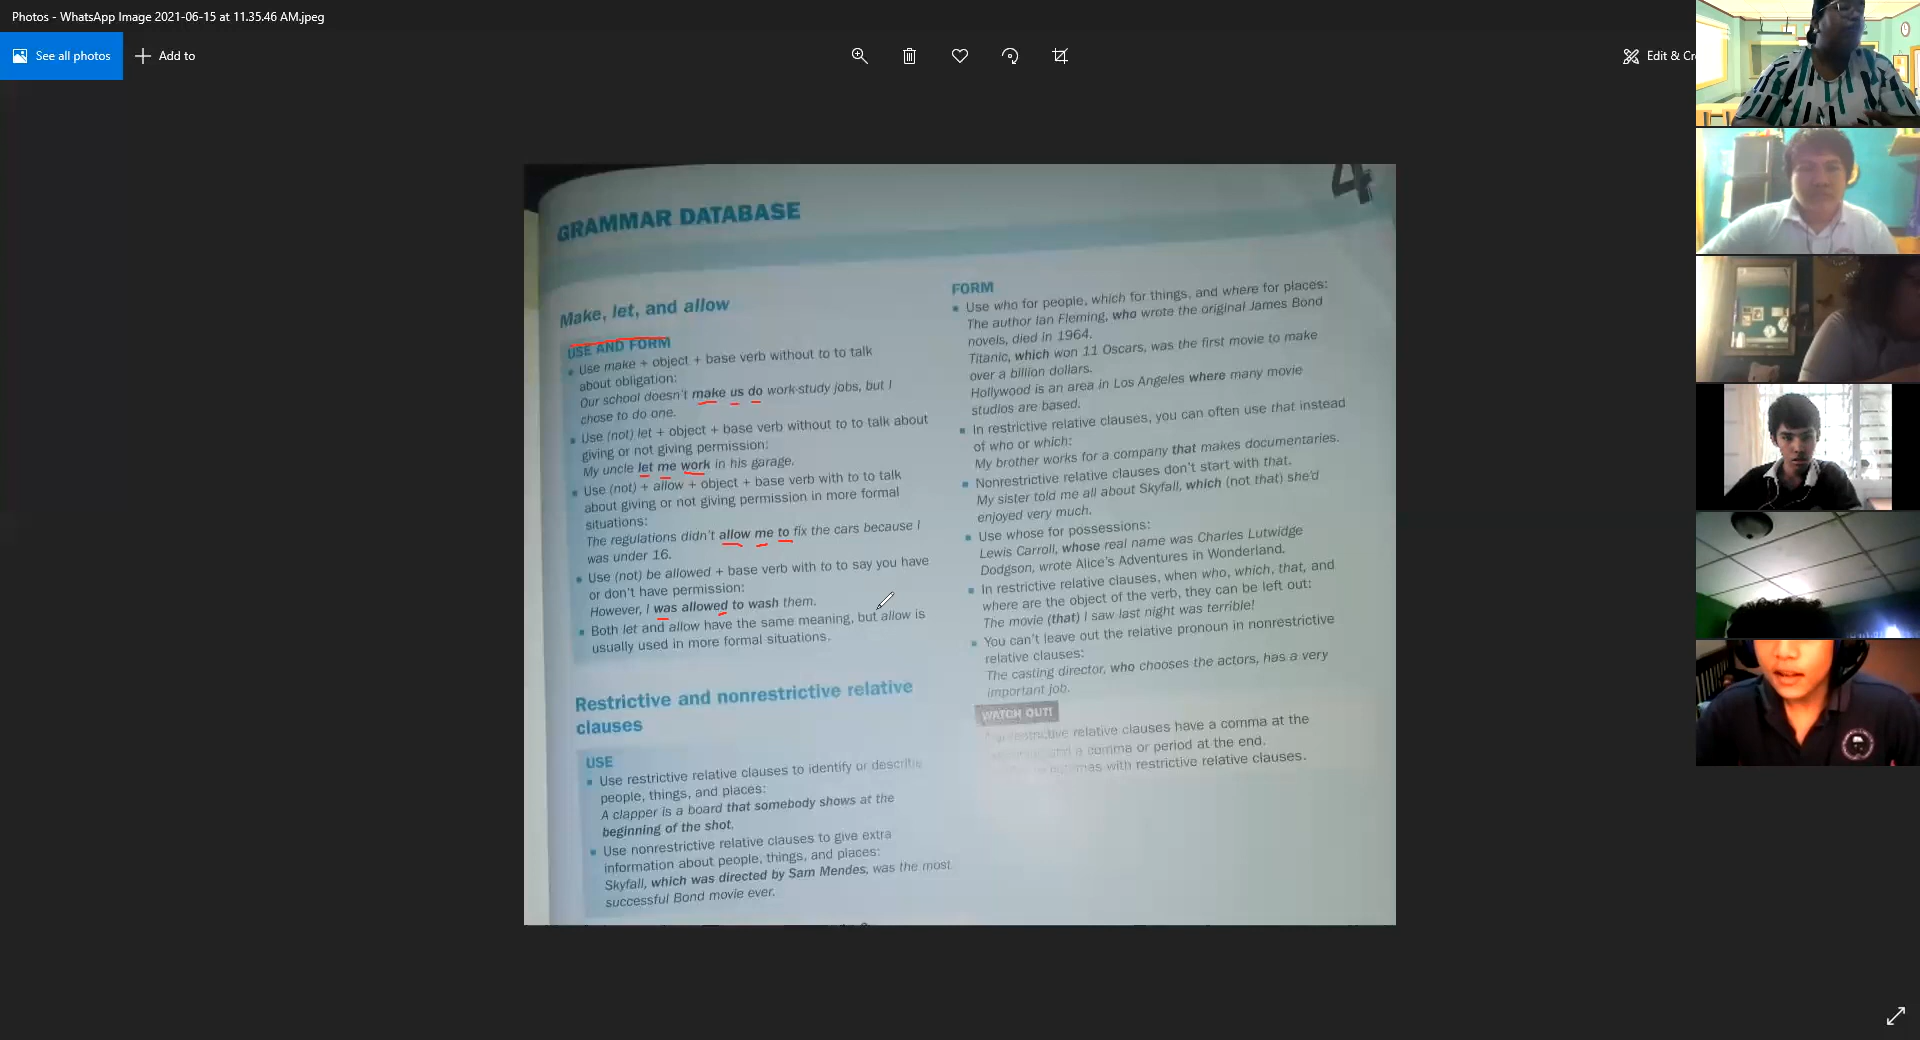 Photos - WhatsApp Image 2021-06-15 at 11.35.46 AM.jpeg
See all photos
Add to
Edit & Cr
4
GRAMMAR DATABASE
Make, let, and allow
USE AND FORM
Use make + object + base verb without to to talk
about obligation:
Our school doesn't make us do work-study jobs, but I
chose to do one.
Use (not) let + object + base verb without to to talk about
giving or not giving permission:
My uncle let me work in his garage.
Use (not) + allow + object + base verb with to to talk
about giving or not giving permission in more formal
situations:
The regulations didn't allow me to fix the cars because I
was under 16.
Use (not) be allowed + base verb with to to say you have
or don't have permission:
However, I was allowed to wash them.
Both let and allow have the same meaning, but allow is
usually used in more formal situations.
Restrictive and nonrestrictive relative
clauses
USE
Use restrictive relative clauses to identify or describe
people, things, and places:
A clapper is a board that somebody shows at the
beginning of the shot.
Use nonrestrictive relative clauses to give extra
information about people, things, and places:
Skyfall, which was directed by Sam Mendes, was the most
successful Bond movie ever.
FORM
Use who for people, which for things, and where for places:
The author Ian Fleming, who wrote the original James Bond
novels, died in 1964.
Titanic, which won 11 Oscars, was the first movie to make
over a billion dollars.
Hollywood is an area in Los Angeles where many movie
studios are based.
In restrictive relative clauses, you can often use that instead
of who or which:
My brother works for a company that makes documentaries.
Nonrestrictive relative clauses don't start with that.
My sister told me all about Skyfall, which (not that) she'd
enjoyed very much.
Use whose for possessions:
Lewis Carroll, whose real name was Charles Lutwidge
Dodgson, wrote Alice's Adventures in Wonderland.
In restrictive relative clauses, when who, which, that, and
where are the object of the verb, they can be left out:
The movie (that) I saw last night was terrible!
You can't leave out the relative pronoun in nonrestrictive
relative clauses:
The casting director, who chooses the actors, has a very
important job.
WATCH OUT!
relative clauses have a comma at the
and a comma or period at the end.
with restrictive relative clauses.